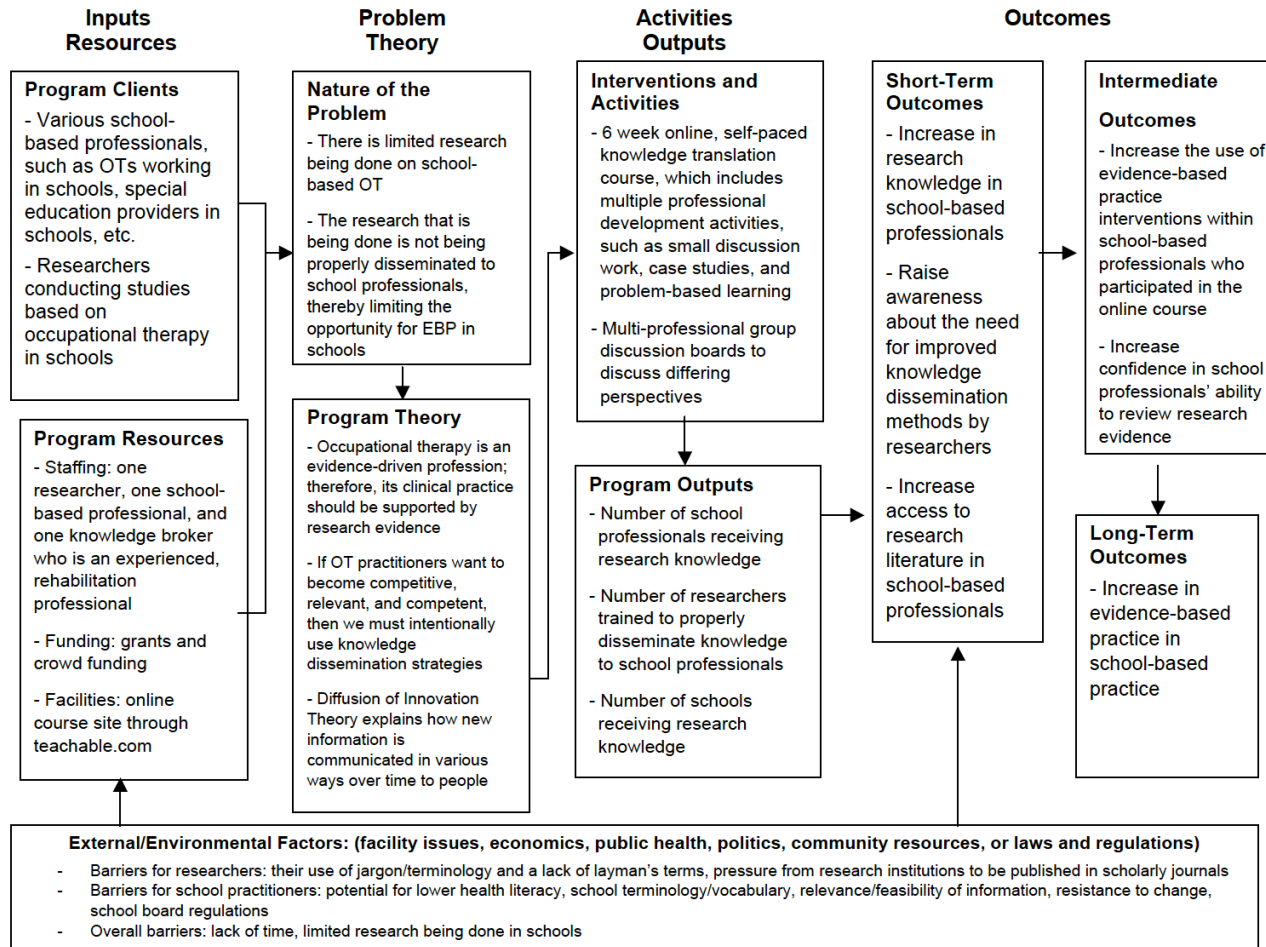 Inputs
Resources
Problem
Theory
Activities
Outputs
Outcomes
Program Clients
- Various school-
based professionals,
such as OTs working
in schools, special
education providers in
schools, etc.
- Researchers
conducting studies
based on
occupational therapy
in schools
Program Resources
- Staffing: one
researcher, one school-
based professional, and
one knowledge broker
who is an experienced,
rehabilitation
professional
- Funding: grants and
crowd funding
- Facilities: online
course site through
teachable.com
Nature of the
Problem
- There is limited research
being done on school-
based OT
- The research that is
being done is not being
properly disseminated to
school professionals,
thereby limiting the
opportunity for EBP in
schools
Program Theory
- Occupational therapy is an
evidence-driven profession;
therefore, its clinical practice
should be supported by
research evidence
- If OT practitioners want to
become competitive,
relevant, and competent,
then we must intentionally
use knowledge
dissemination strategies
- Diffusion of Innovation
Theory explains how new
information is
communicated in various
ways over time to people
Interventions and
Activities
- 6 week online, self-paced
knowledge translation
course, which includes
multiple professional
development activities,
such as small discussion
work, case studies, and
problem-based learning
- Multi-professional group
discussion boards to
discuss differing
perspectives
Program Outputs
- Number of school
professionals receiving
research knowledge
- Number of researchers
trained to properly
disseminate knowledge
to school professionals
- Number of schools
receiving research
knowledge
Short-Term
Outcomes
- Increase in
research
knowledge in
school-based
professionals
- Raise
awareness
about the need
for improved
knowledge
dissemination
methods by
researchers
- Increase
access to
research
literature in
school-based
professionals
Intermediate
Outcomes
- Increase the use of
evidence-based
practice
interventions within
school-based
professionals who
participated in the
online course
- Increase
confidence in school
professionals' ability
to review research
evidence
Long-Term
Outcomes
- Increase in
evidence-based
practice in
school-based
practice
External/Environmental Factors: (facility issues, economics, public health, politics, community resources, or laws and regulations)
- Barriers for researchers: their use of jargon/terminology and a lack of layman's terms, pressure from research institutions to be published in scholarly journals
- Barriers for school practitioners: potential for lower health literacy, school terminology/vocabulary, relevance/feasibility of information, resistance to change,
school board regulations
- Overall barriers: lack of time, limited research being done in schools